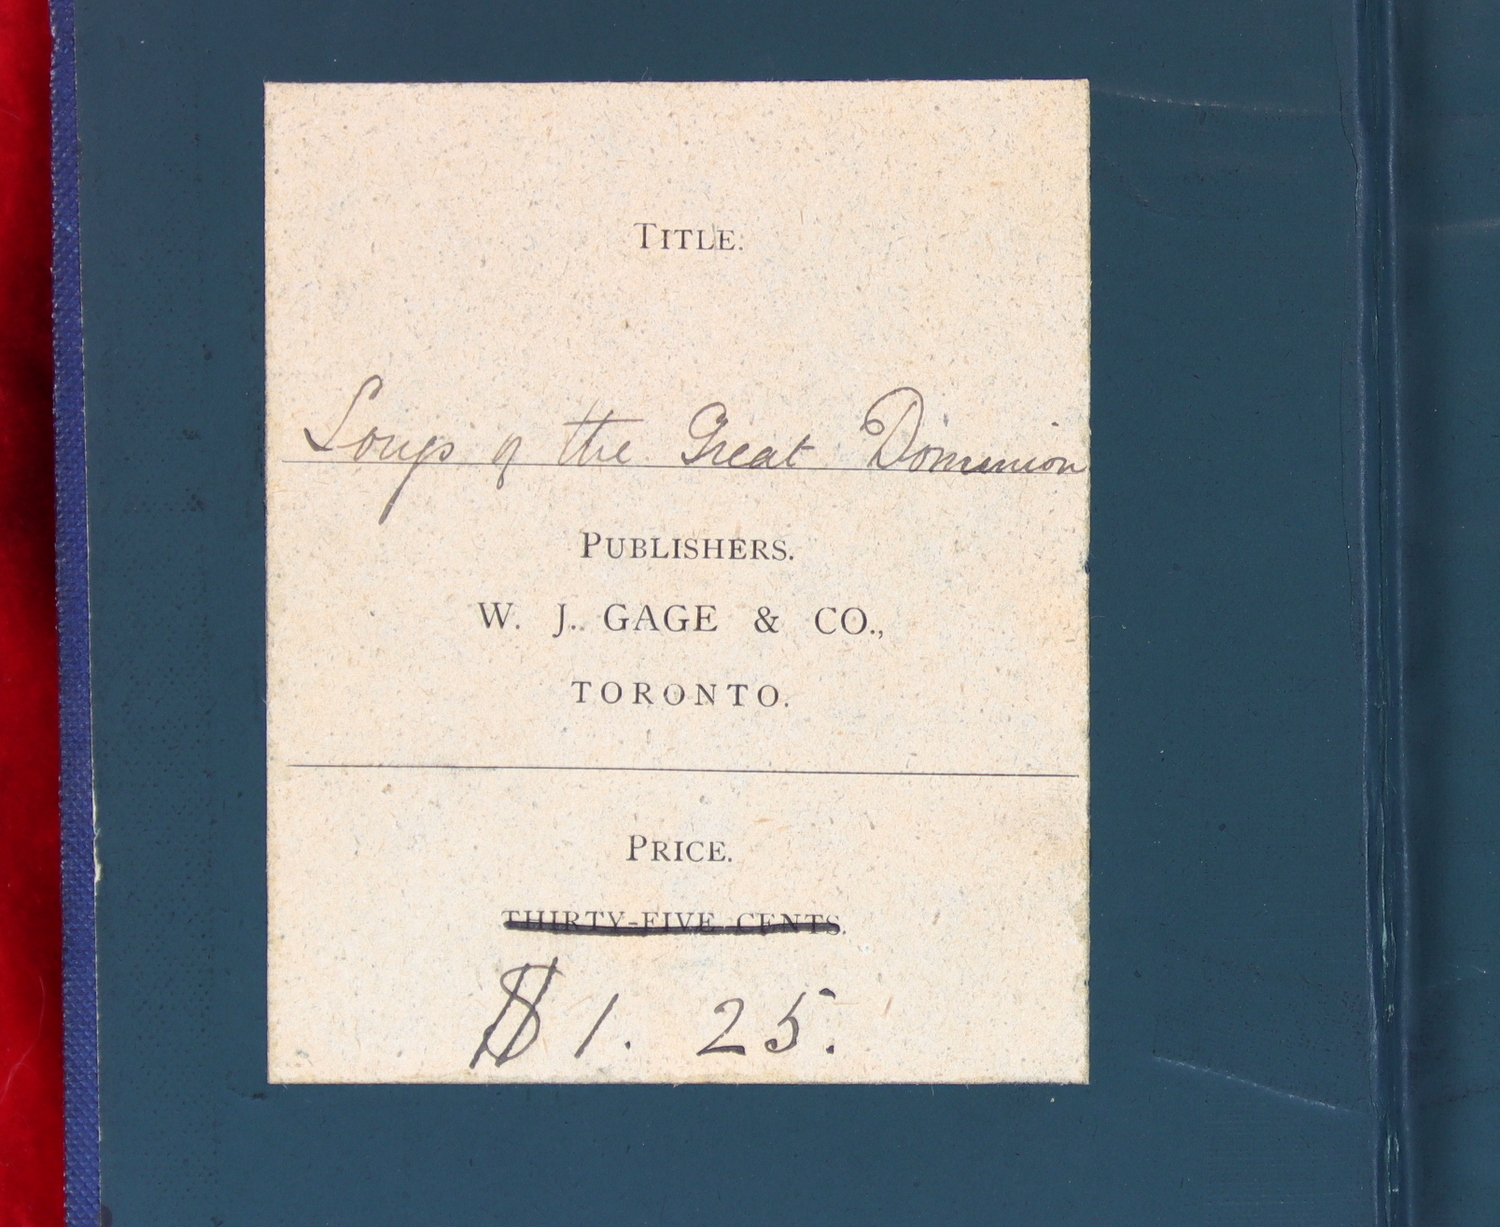 TITLE.
Songs of the Great Dominion
PUBLISHERS.
W. J. GAGE & CO.,
TORONTO.
PRICE.
THIRTY-FIVE CENTS.
$1. 25.